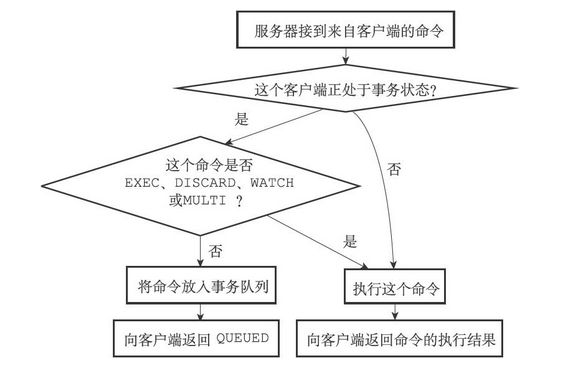 服务器接到来自客户端的命令
这个客户端正处于事务状态?
是
否
这个命令是否
EXEC、DISCARD、WATCH
或MULTI ?
否
是
将命令放入事务队列
执行这个命令
向客户端返回 QUEUED
向客户端返回命令的执行结果